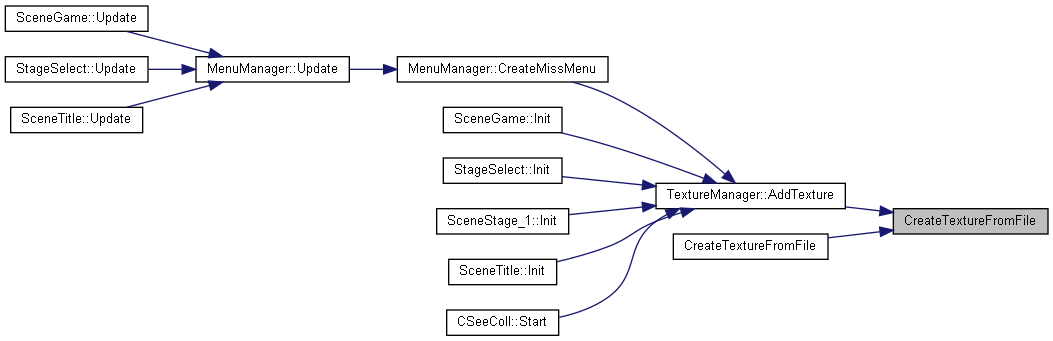 SceneGame::Update
StageSelect::Update
MenuManager::Update
MenuManager::CreateMissMenu
SceneTitle::Update
SceneGame::Init
StageSelect::Init
TextureManager::AddTexture
SceneStage_1::Init
CreateTextureFromFile
CreateTextureFromFile
SceneTitle::Init
CSeeColl::Start